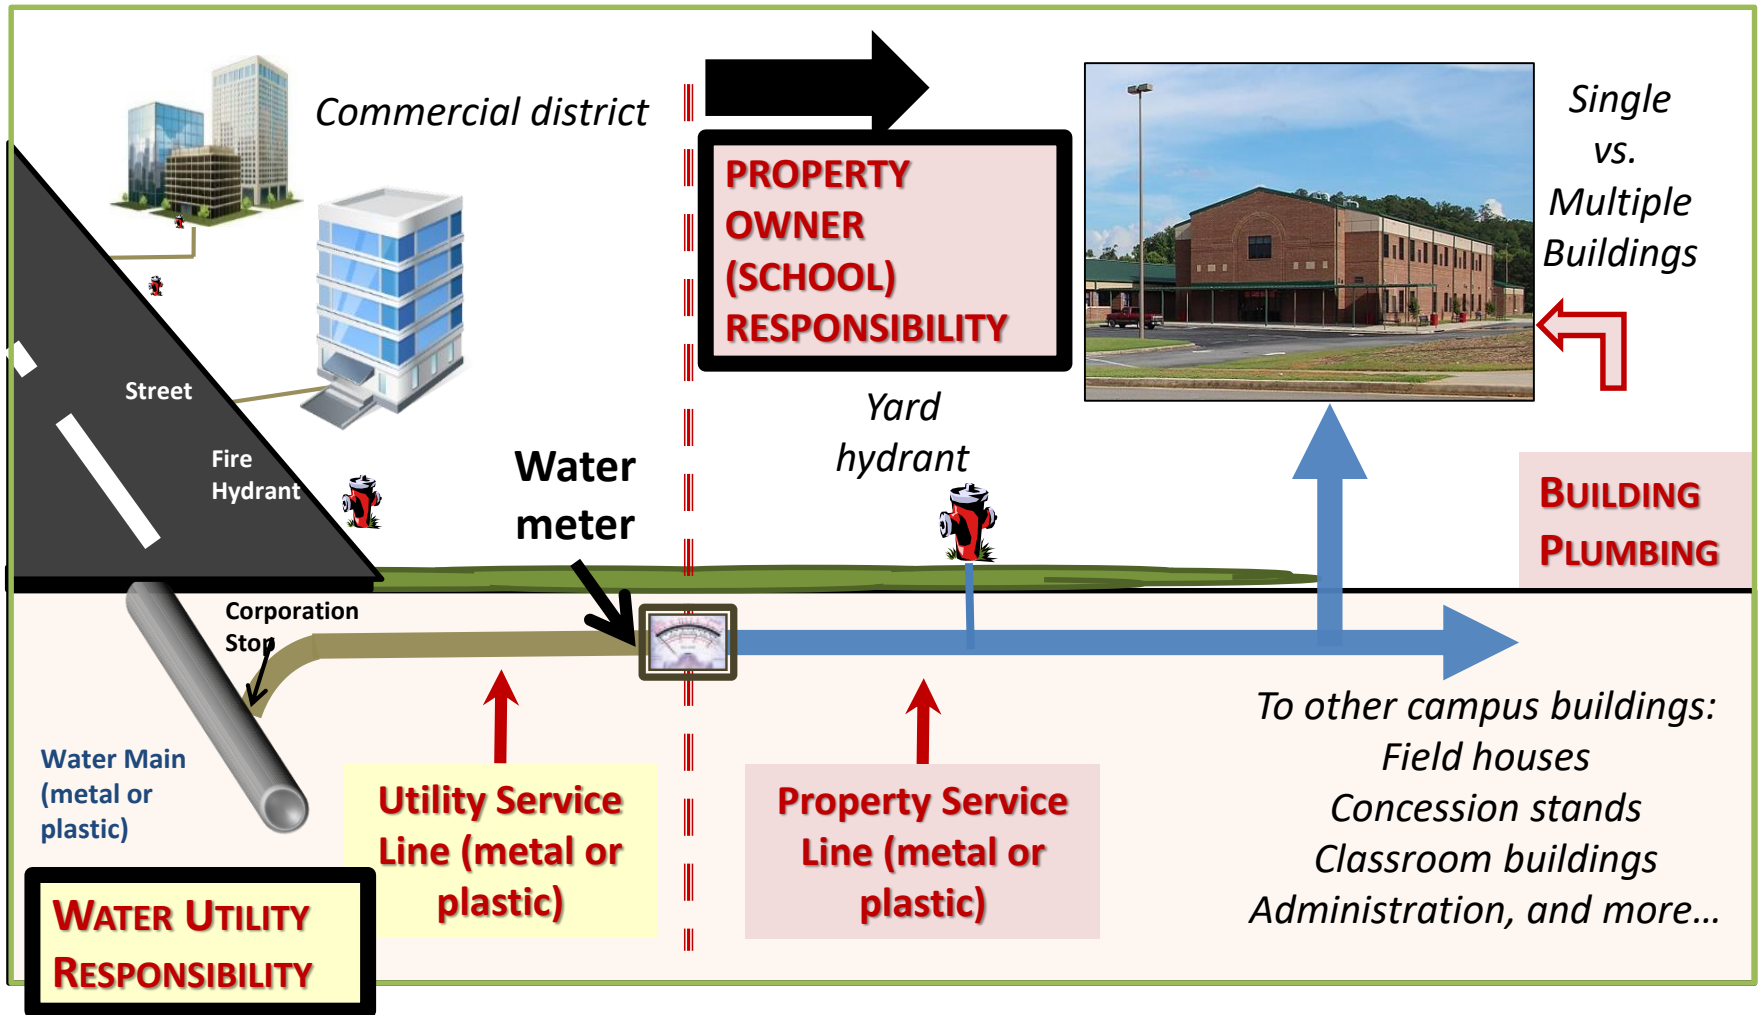 Commercial district
PROPERTY
OWNER
(SCHOOL)
RESPONSIBILITY
Single
vs.
Multiple
Buildings
Street
Fire
Hydrant
Water
meter
Yard
hydrant
BUILDING
PLUMBING
Corporation
Stop
Water Main
(metal or
plastic)
Utility Service
Line (metal or
plastic)
Property Service
Line (metal or
plastic)
To other campus buildings:
Field houses
Concession stands
Classroom buildings
Administration, and more...
WATER UTILITY
RESPONSIBILITY